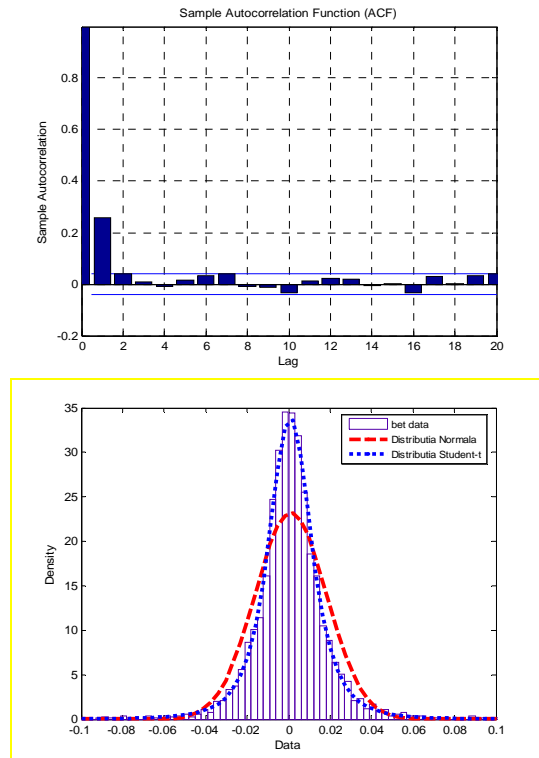 Sample Autocorrelation Function (ACF)
0.8
0.6
0.4
0.2
0
-0.2
Sample Autocorrelation
0 2 4 6 8 10 12 14 16 18 20
Lag
35
30
25
20
15
10
5
0
Density
bet data
Distributia Normala
Distributia Student-t
-0.1 -0.08 -0.06 -0.04 -0.02 0 0.02 0.04 0.06 0.08 0.1
Data